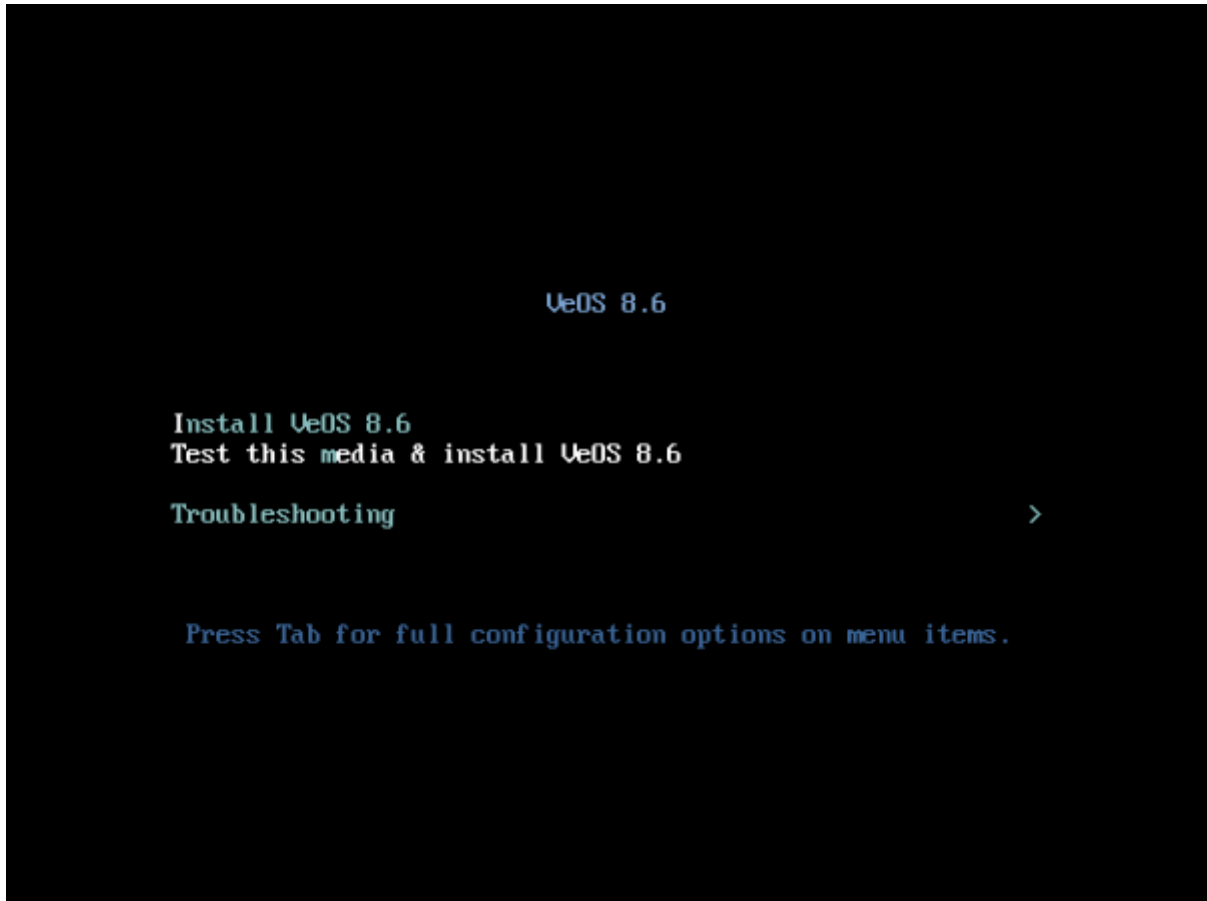 VeOS 8.6
Install VeOS 8.6
Test this media & install VeOS 8.6
Troubleshooting >
Press Tab for full configuration options on menu items.